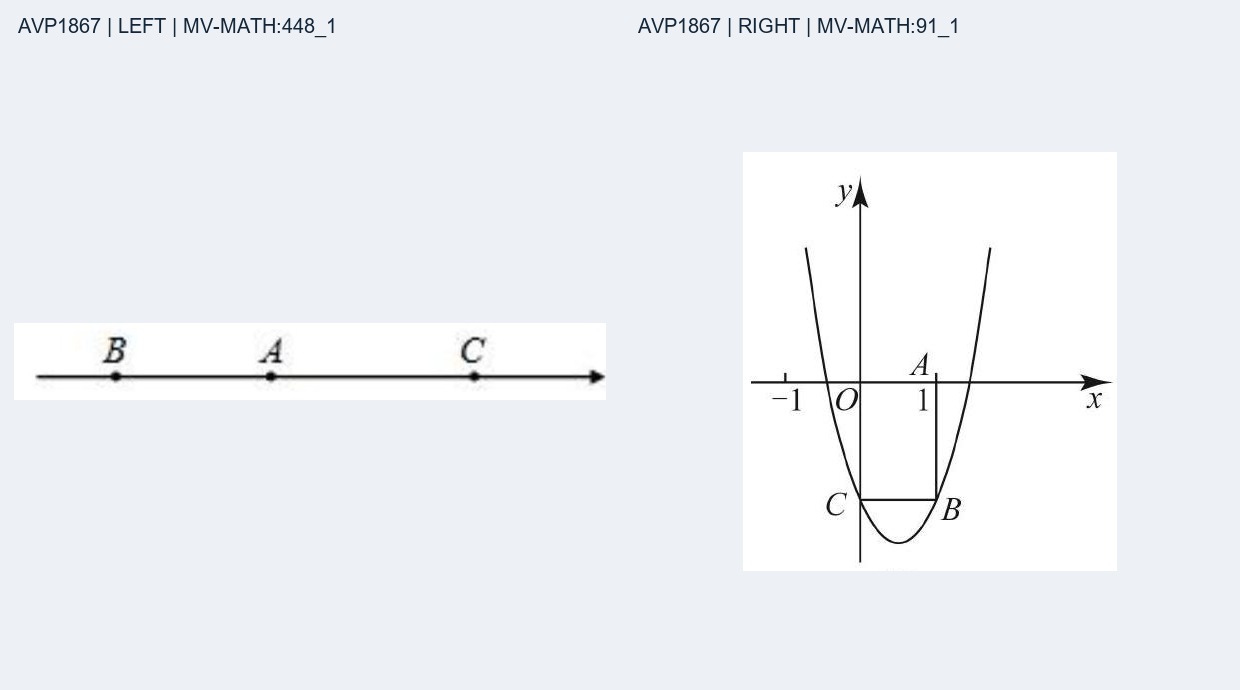 AVP1867 | LEFT | MV-MATH:448_1
AVP1867 | RIGHT | MV-MATH:91_1
B A C
y
A
−1 O 1 x
C B